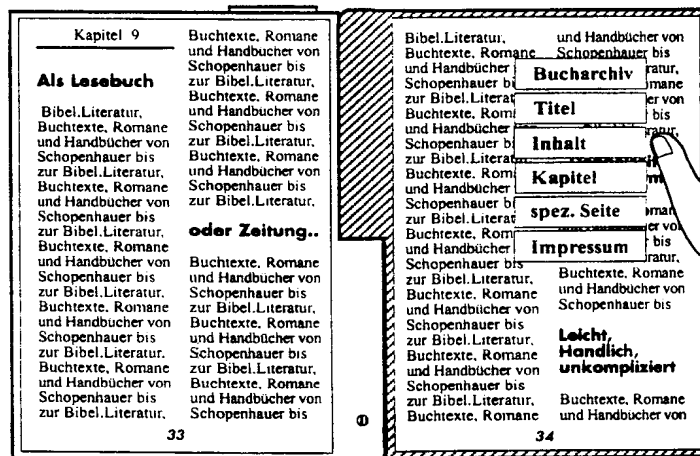 Kapitel 9
Als Lesebuch
Bibel.Literatur,
Buchtexte, Romane
und Handbücher von
Schopenhauer bis
zur Bibel.Literatur,
Buchtexte, Romane
und Handbücher von
Schopenhauer bis
zur Bibel.Literatur,
Buchtexte, Romane
und Handbücher von
Schopenhauer bis
zur Bibel.Literatur,
Buchtexte, Romane
und Handbücher von
Schopenhauer bis
zur Bibel.Literatur.
Buchtexte, Romane
und Handbücher von
Schopenhauer bis
zur Bibel.Literatur,
Buchtexte, Romane
und Handbücher von
Schopenhauer bis
zur Bibel.Literatur,
Buchtexte, Romane
und Handbücher von
Schopenhauer bis
zur Bibel.Literatur,
Buchtexte, Romane
und Handbücher von
Schopenhauer bis
zur Bibel.Literatur,
oder Zeitung..
Buchtexte, Romane
und Handbücher von
Schopenhauer bis
zur Bibel.Literatur,
Buchtexte, Romane
und Handbücher von
Schopenhauer bis
zur Bibel.Literatur,
Buchtexte, Romane
und Handbücher von
Schopenhauer bis
33
Bibel.Literatur,
Buchtexte, Romane
und Handbücher
Schopenhauer
zur Bibel.Literat
Buchtexte,
und Handbücher
Schopenhauer
zur Bibel.Litera
Buchtexte,
und Handbücher
Schopenhauer
zur Bibel.Litera
Buchtexte,
und Handbücher
Schopenhauer bis
zur Bibel.Literatur,
Buchtexte, Romane
und Handbücher von
Schopenhauer bis
zur Bibel.Literatur,
Buchtexte, Romane
und Handbücher von
Schopenhauer bis
zur Bibel.Literatur,
Buchtexte, Romane
und Handbücher von
Schopenhauer bis
Bucharchiv
Titel
Inhalt
Kapitel
spez. Seite
Impressum
Buchtexte, Romane
und Handbücher von
Schopenhauer bis
Leicht,
Handlich,
unkompliziert
Buchtexte, Romane
und Handbücher von
34